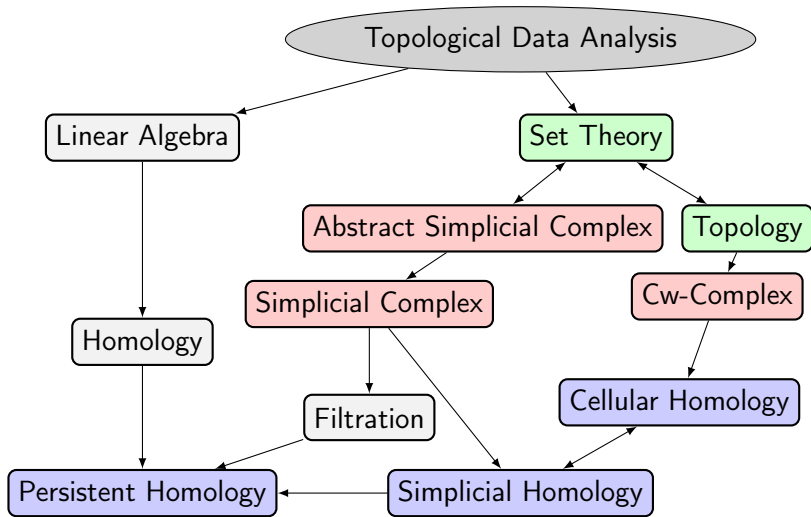 Topological Data Analysis
Linear Algebra
Set Theory
Abstract Simplicial Complex
Topology
Simplicial Complex
Cw-Complex
Homology
Filtration
Cellular Homology
Persistent Homology
Simplicial Homology